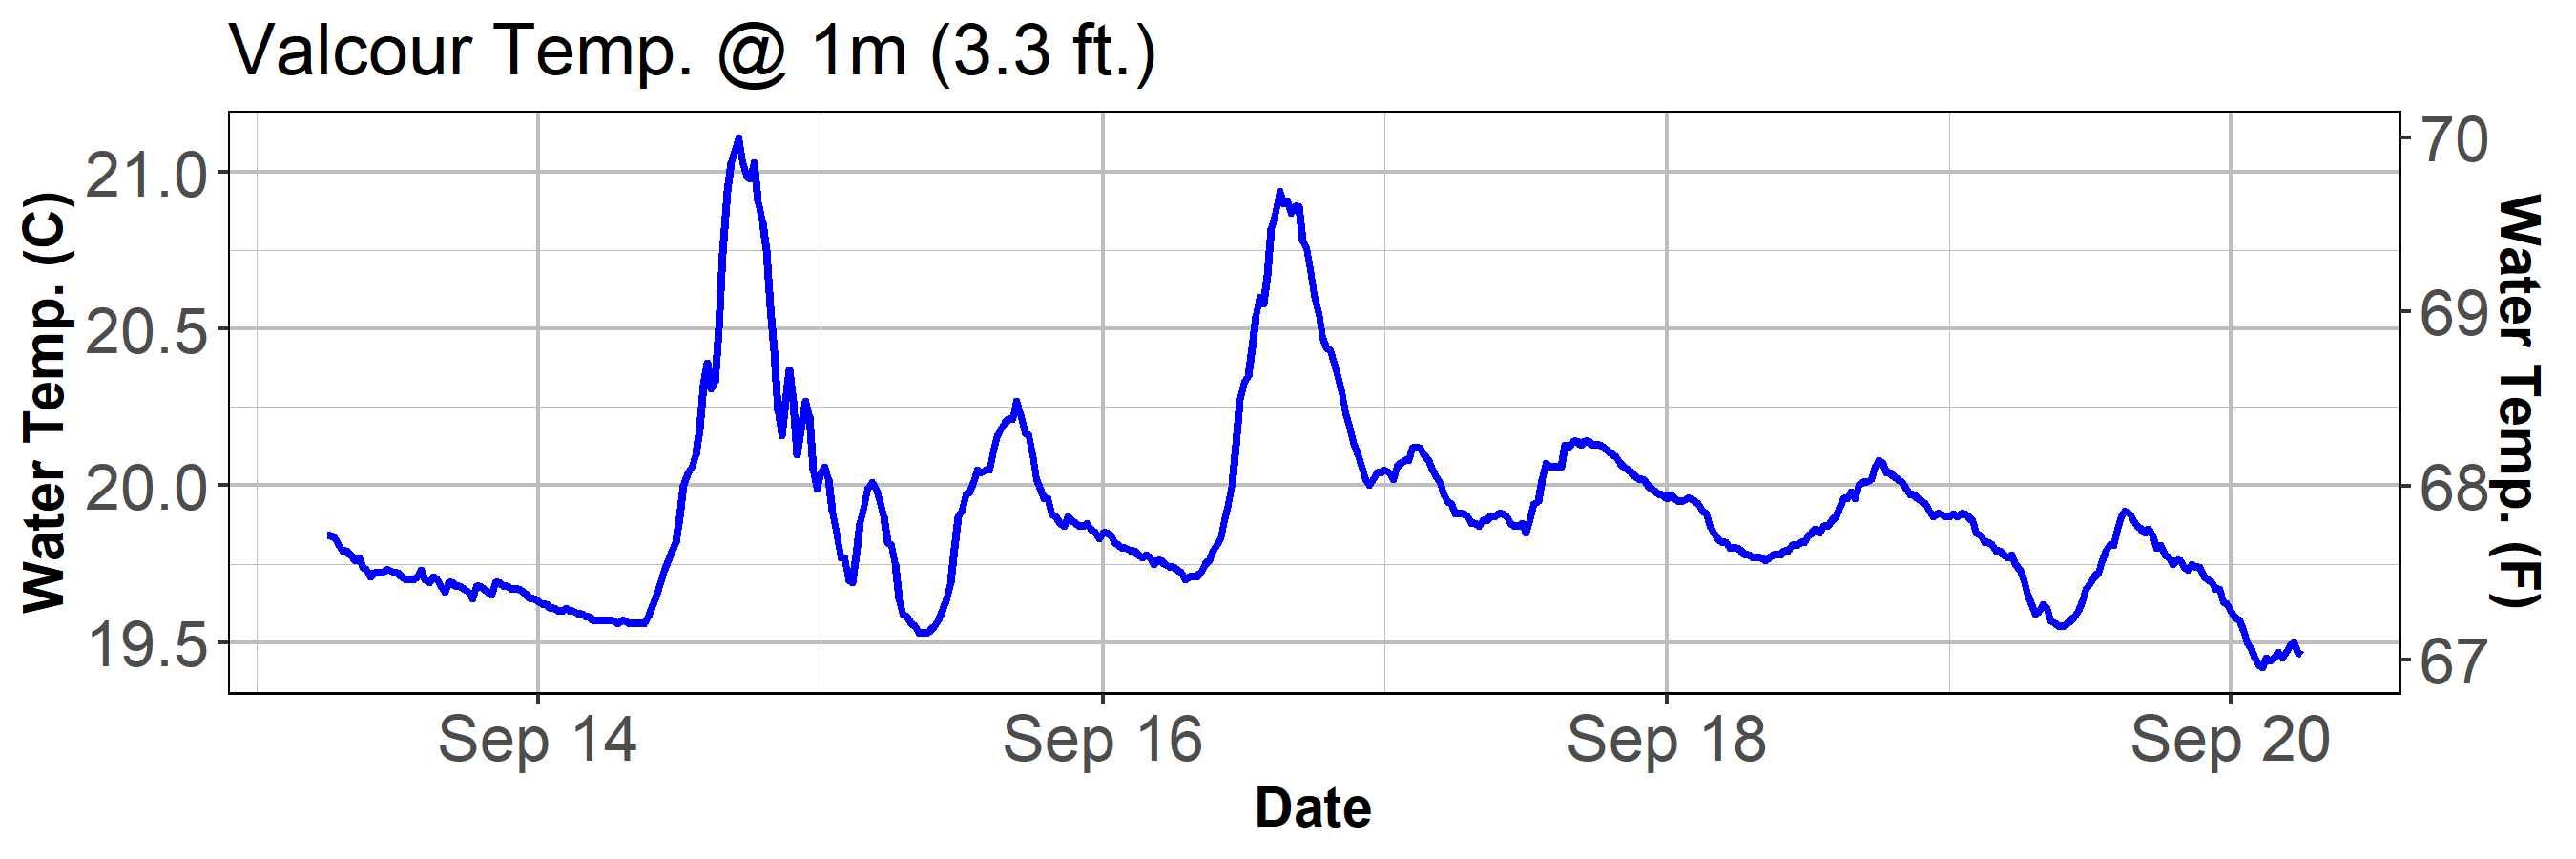 Valcour Temp. @ 1m (3.3 ft.)
Water Temp. (C)
21.0
20.5
20.0
19.5
70
69
68
67
Water Temp. (F)
Sep 14
Sep 16
Sep 18
Sep 20
Date